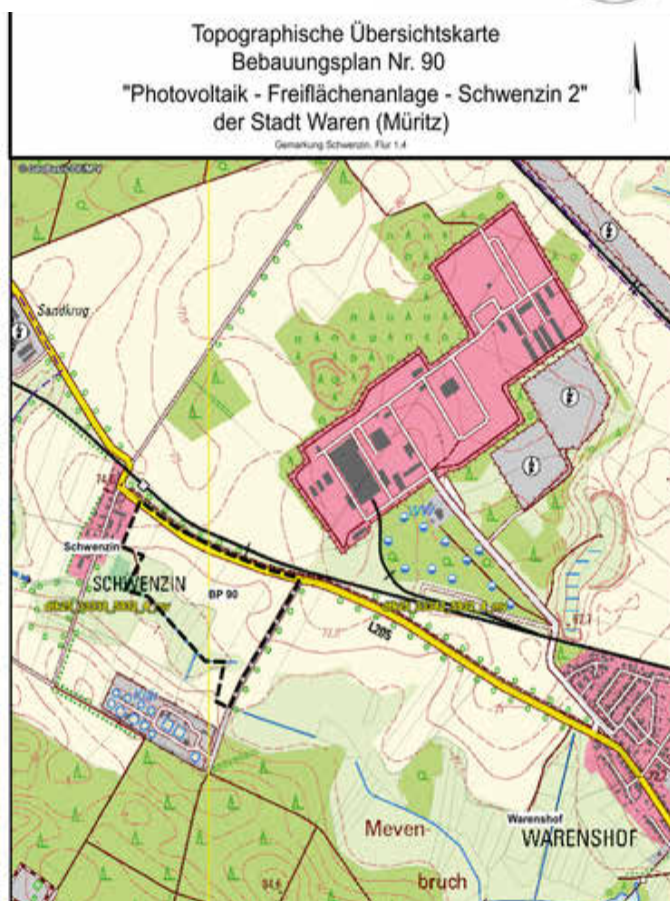 Topographische Übersichtskarte
Bebauungsplan Nr. 90
"Photovoltaik - Freiflächenanlage - Schwenzin 2"
der Stadt Waren (Müritz)
Gemarkung Schwenzin, Flur 1,4
Sandkrug
WW
Schwenzin
SCHWENZIN
BP 90
L205
Meven-
bruch
Warenshof
WARENSHOF